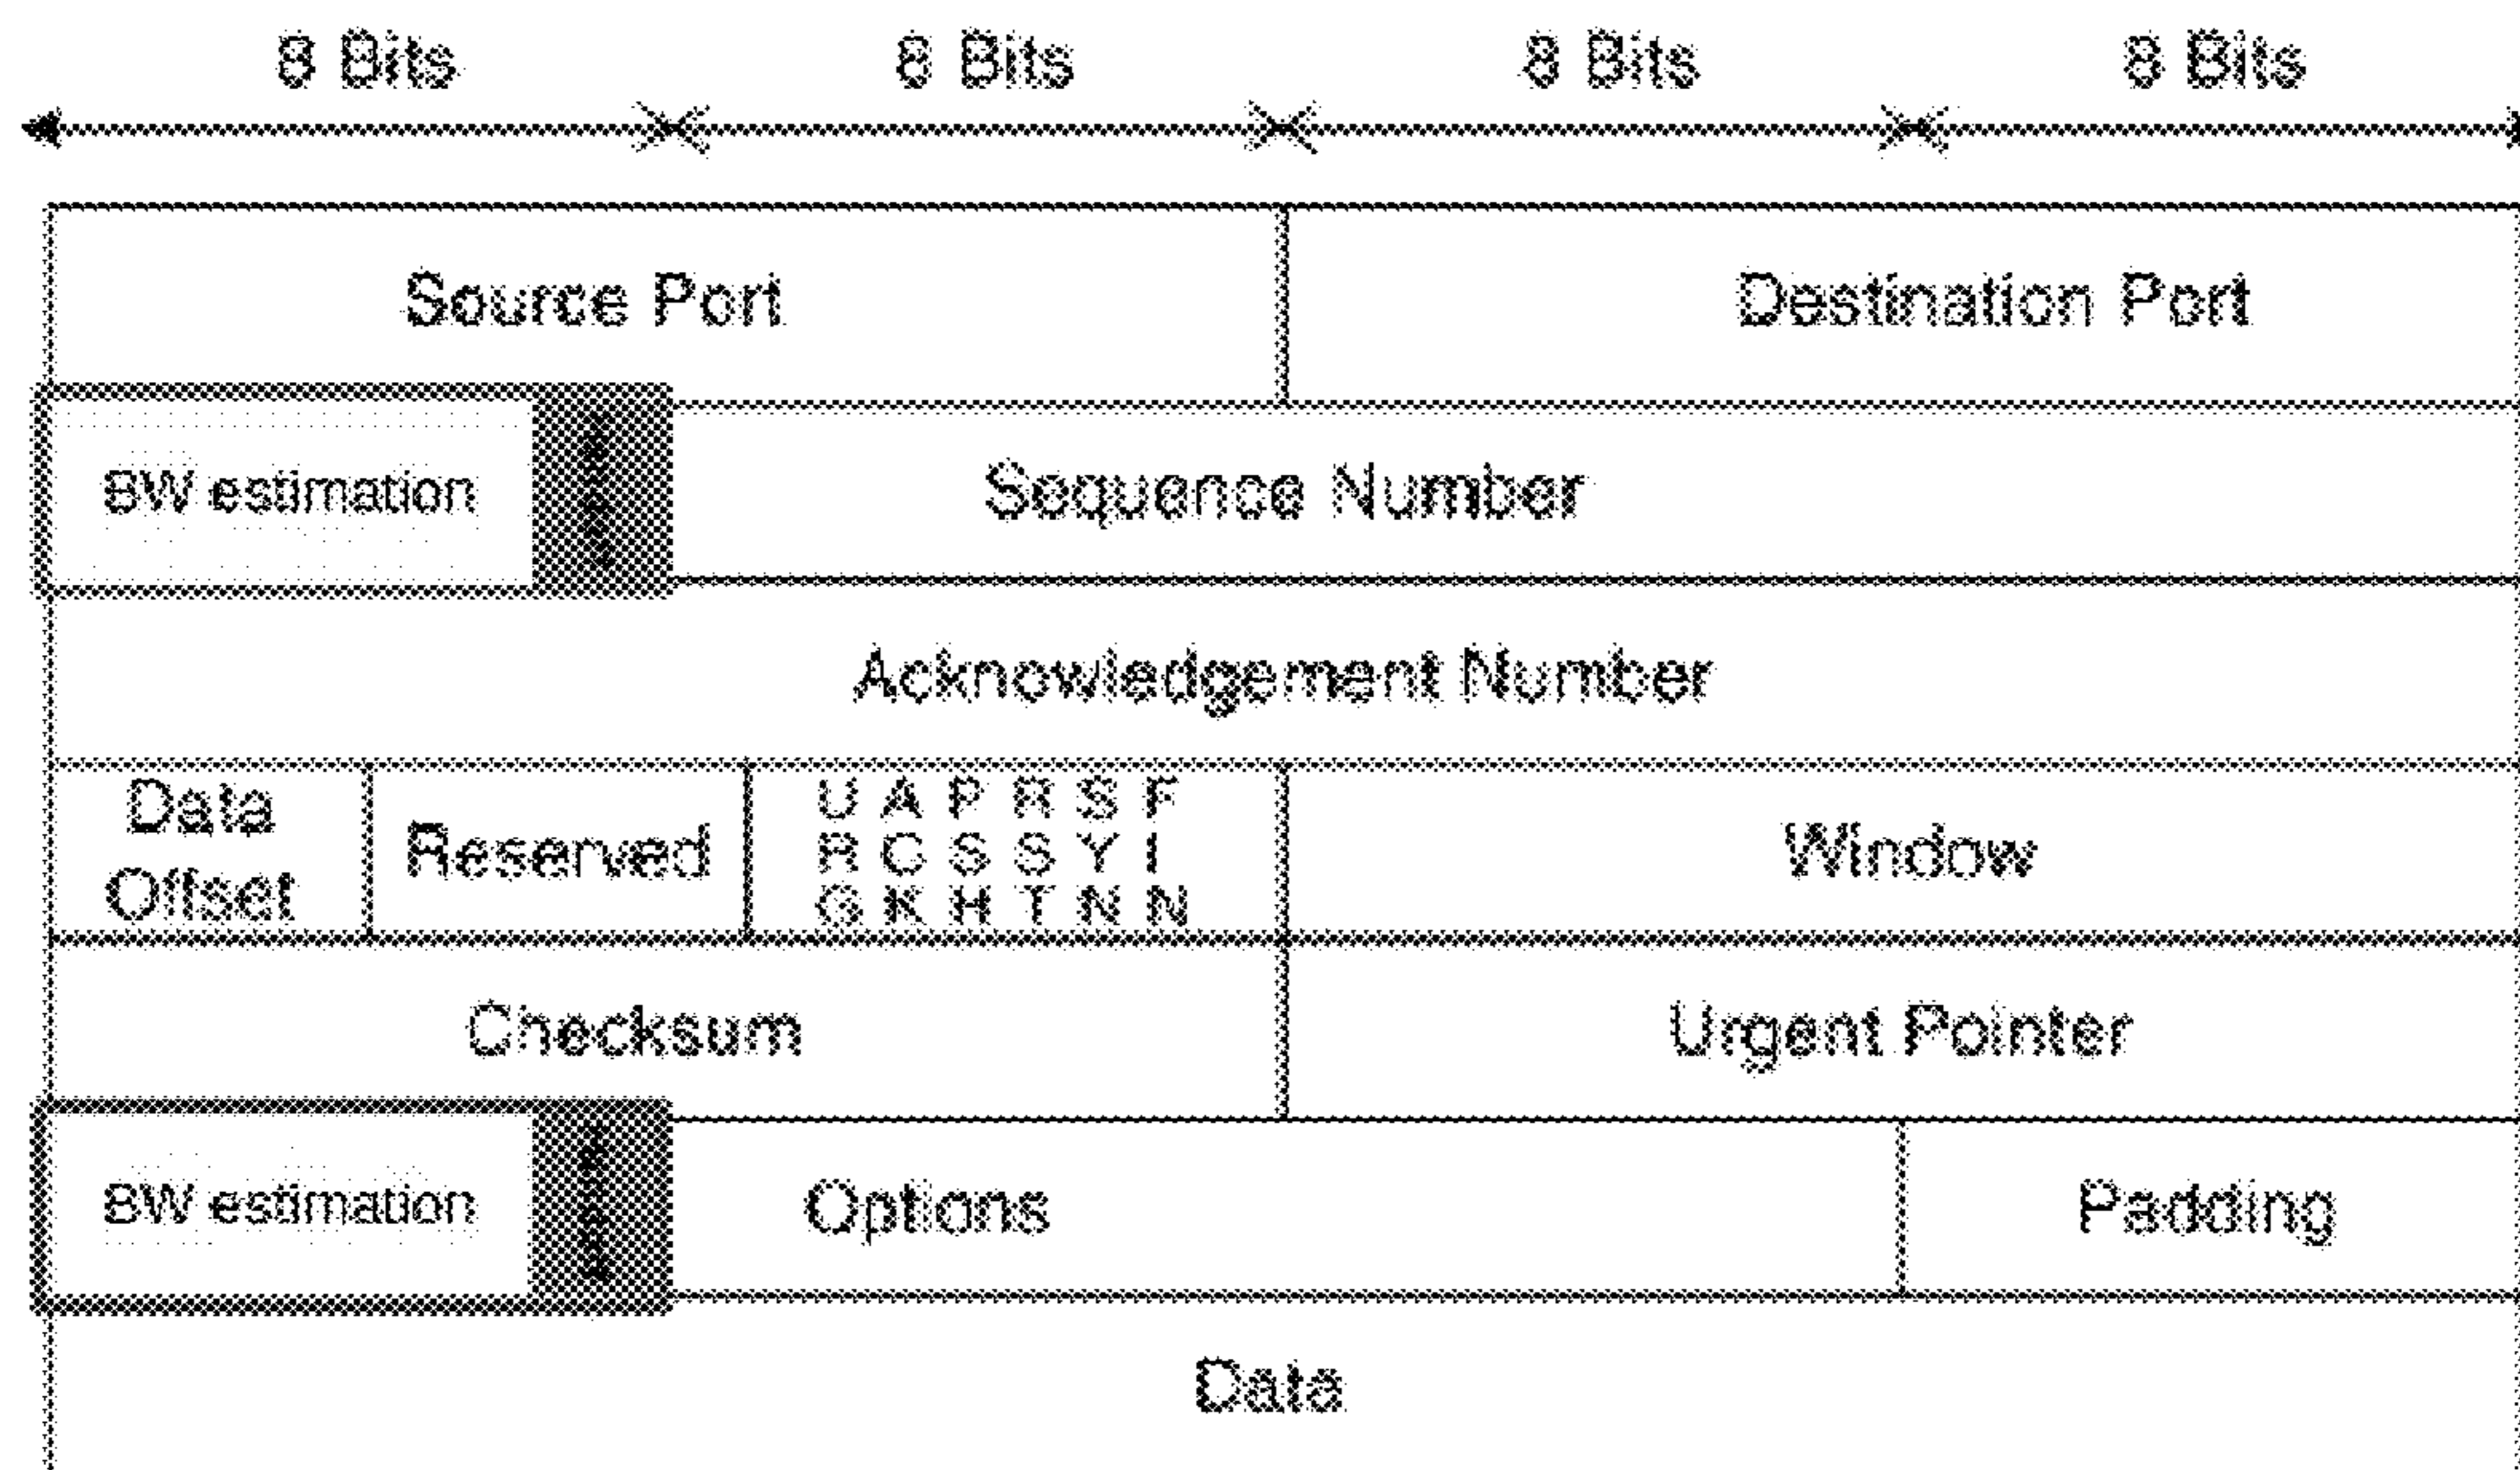 8 Bits 8 Bits 8 Bits 8 Bits
Source Port Destination Port
BW estimation Sequence Number
Acknowledgement Number
Data Offset Reserved U A P R S F Window
R C S S Y I
G K H T N N
Checksum Urgent Pointer
BW estimation Options Padding
Data